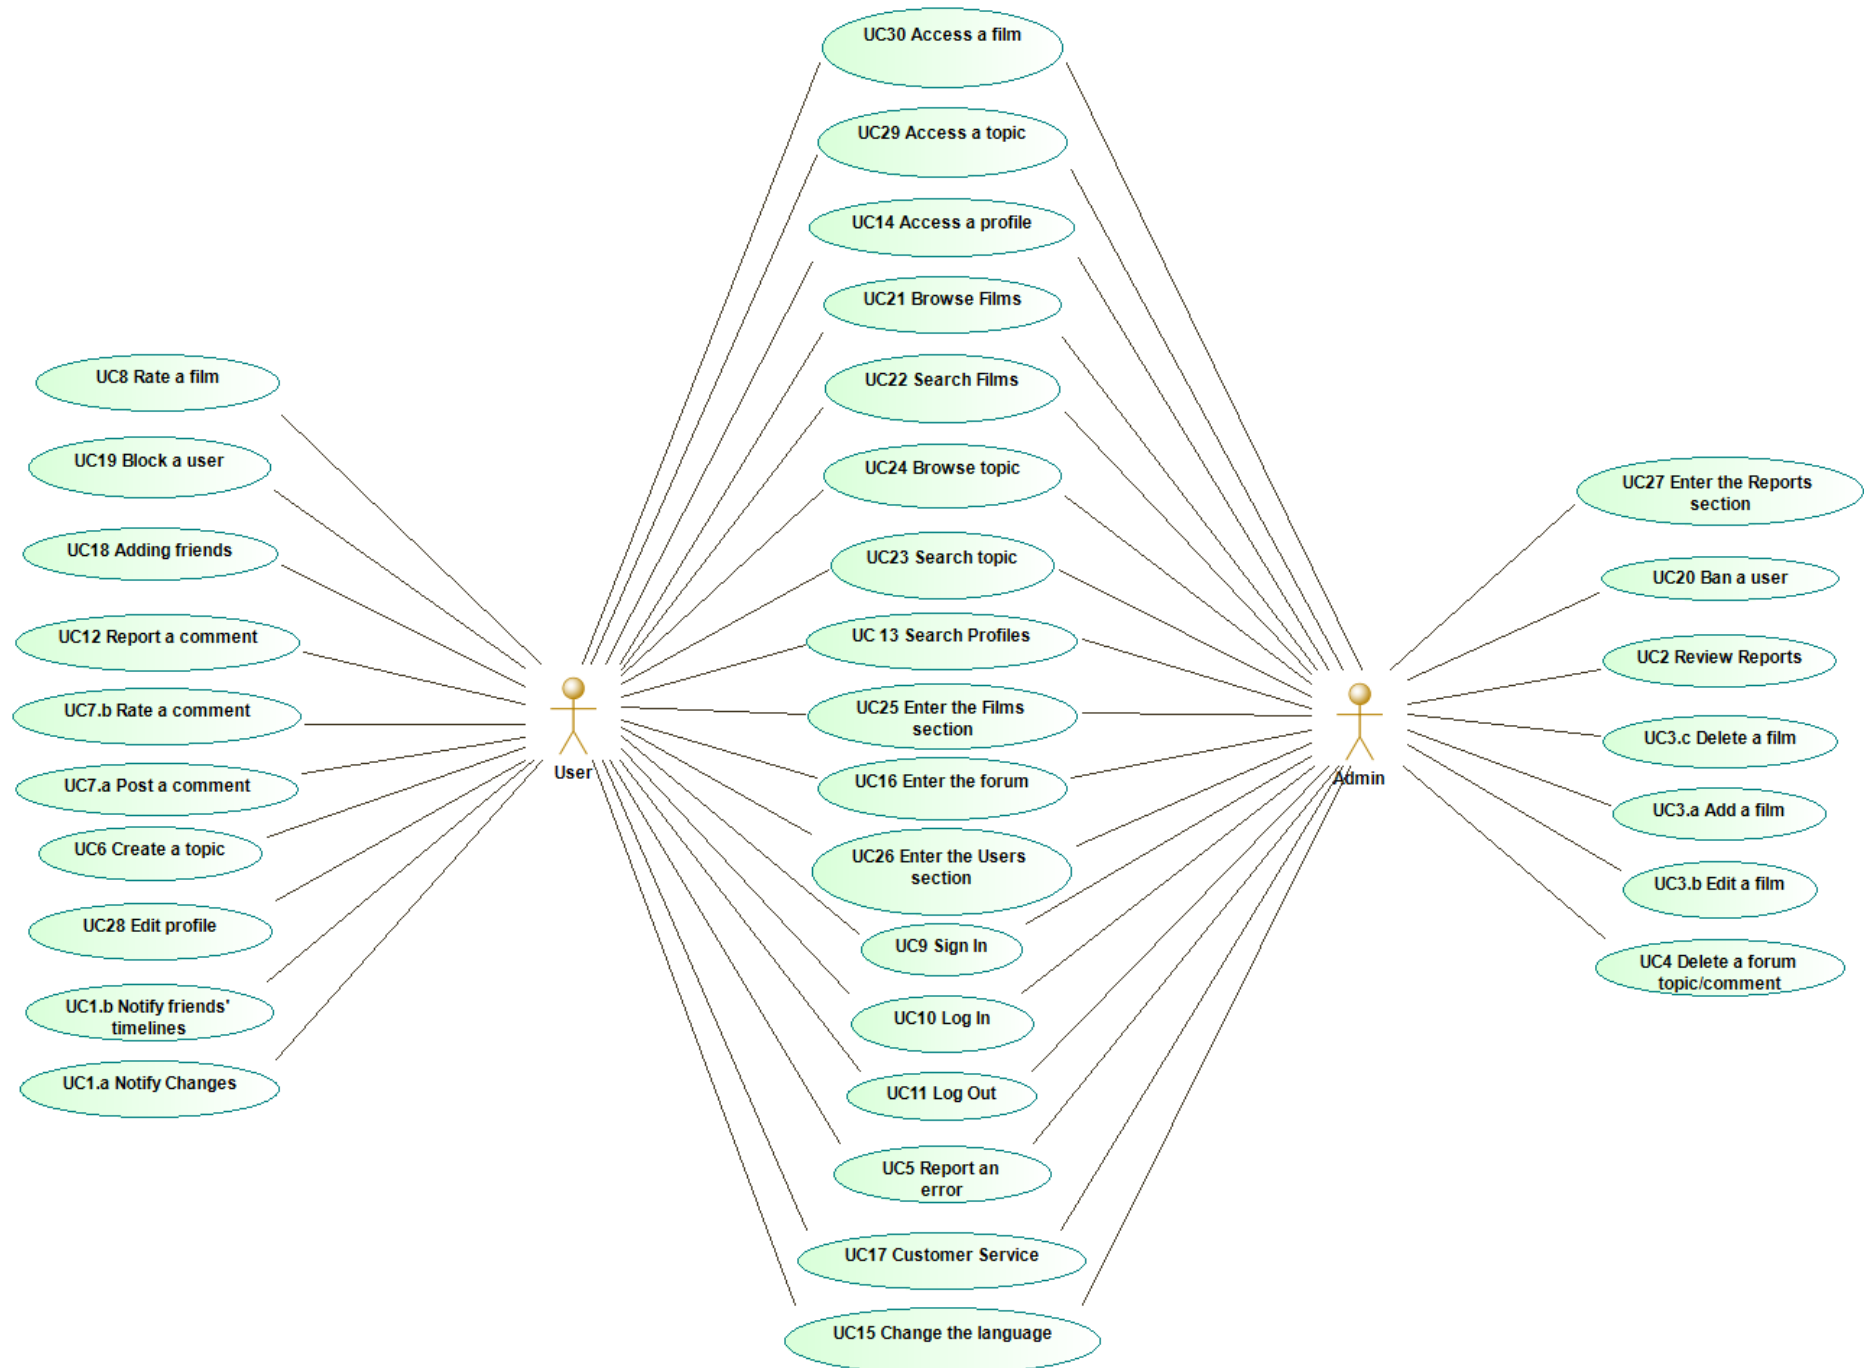 UC30 Access a film
UC29 Access a topic
UC14 Access a profile
UC21 Browse Films
UC22 Search Films
UC24 Browse topic
UC23 Search topic
UC 13 Search Profiles
UC25 Enter the Films
section
UC16 Enter the forum
UC26 Enter the Users
section
UC9 Sign In
UC10 Log In
UC11 Log Out
UC5 Report an
error
UC17 Customer Service
UC15 Change the language
UC8 Rate a film
UC19 Block a user
UC18 Adding friends
UC12 Report a comment
UC7.b Rate a comment
UC7.a Post a comment
UC6 Create a topic
UC28 Edit profile
UC1.b Notify friends'
timelines
UC1.a Notify Changes
User
Admin
UC27 Enter the Reports
section
UC20 Ban a user
UC2 Review Reports
UC3.c Delete a film
UC3.a Add a film
UC3.b Edit a film
UC4 Delete a forum
topic/comment